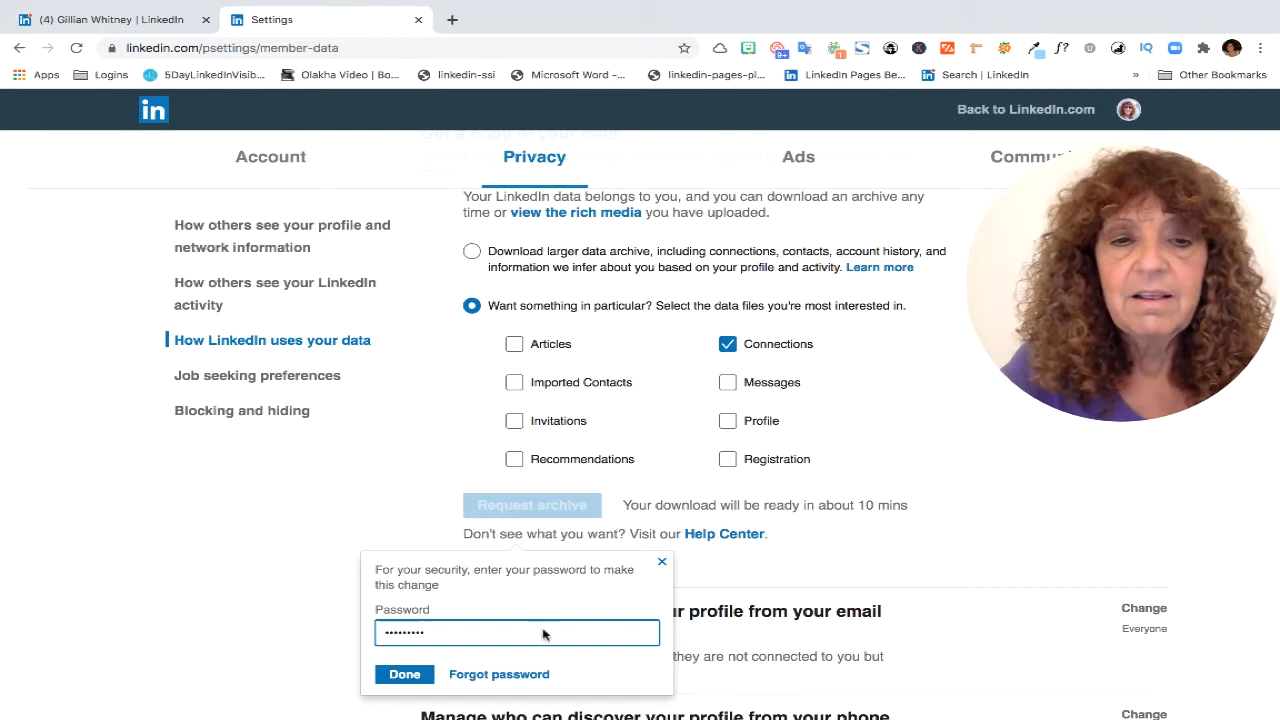 (4) Gillian Whitney | LinkedIn
Settings
linkedin.com/psettings/member-data
Apps
Logins
5DayLinkedInVisib...
Olakha Video | Bo...
linkedin-ssi
Microsoft Word -...
linkedin-pages-pl...
LinkedIn Pages Be...
Search | LinkedIn
»
Other Bookmarks
in
Back to LinkedIn.com
Get a copy of your data
Account
Privacy
Ads
Commu
How others see your profile and
network information
How others see your LinkedIn
activity
How LinkedIn uses your data
Job seeking preferences
Blocking and hiding
Your LinkedIn data belongs to you, and you can download an archive any
time or view the rich media you have uploaded.
Download larger data archive, including connections, contacts, account history, and
information we infer about you based on your profile and activity. Learn more
Want something in particular? Select the data files you're most interested in.
Articles
Connections
Imported Contacts
Messages
Invitations
Profile
Recommendations
Registration
Request archive
Your download will be ready in about 10 mins
Don't see what you want? Visit our Help Center.
For your security, enter your password to make
this change
Password
•••••••••
Done
Forgot password
r profile from your email
Change
Everyone
they are not connected to you but
Manage who can discover your profile from your phone
Change